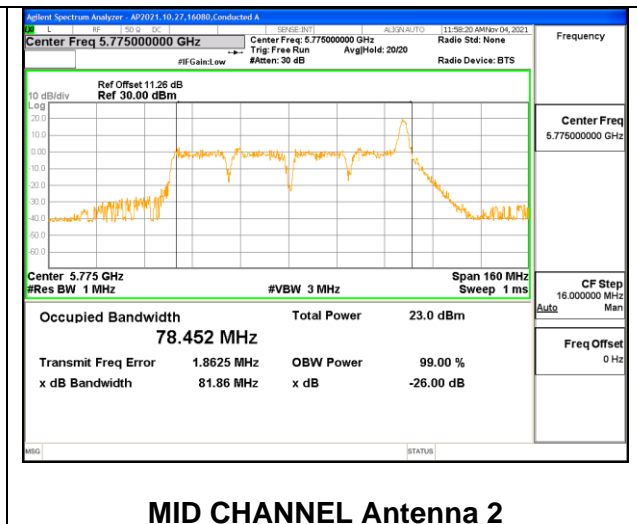 Agilent Spectrum Analyzer - AP2021.10.27,16080,Conducted A
L RF 50 Ω DC SENSE:INT ALIGN AUTO 11:58:20 AM Nov 04, 2021
Center Freq 5.775000000 GHz
Center Freq: 5.775000000 GHz
Radio Std: None
Trig: Free Run Avg|Hold: 20/20
#IFGain:Low #Atten: 30 dB Radio Device: BTS
Frequency
Ref Offset 11.26 dB
10 dB/div Ref 30.00 dBm
Log
20.0
10.0
0.00
-10.0
-20.0
-30.0
-40.0
-50.0
-60.0
Center 5.775 GHz Span 160 MHz
#Res BW 1 MHz #VBW 3 MHz Sweep 1 ms
Center Freq
5.775000000 GHz
CF Step
16.000000 MHz
Auto Man
Freq Offset
0 Hz
Occupied Bandwidth Total Power 23.0 dBm
78.452 MHz
Transmit Freq Error 1.8625 MHz OBW Power 99.00 %
x dB Bandwidth 81.86 MHz x dB -26.00 dB
MSG STATUS
MID CHANNEL Antenna 2